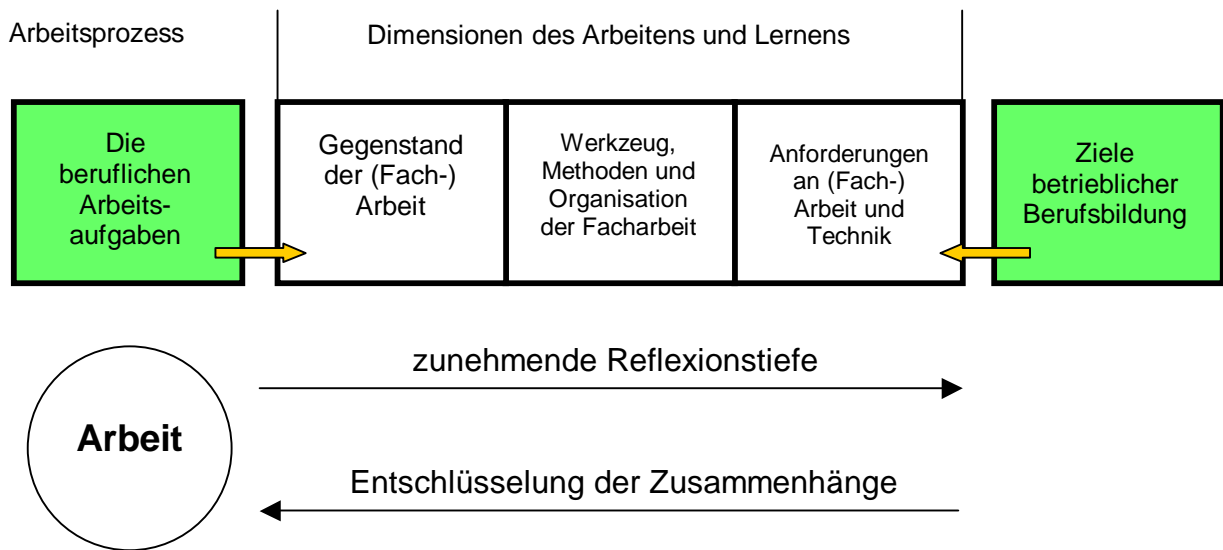 Arbeitsprozess
Dimensionen des Arbeitens und Lernens
Die
beruflichen
Arbeits-
aufgaben
Gegenstand
der (Fach-)
Arbeit
Werkzeug,
Methoden und
Organisation
der Facharbeit
Anforderungen
an (Fach-)
Arbeit und
Technik
Ziele
betrieblicher
Berufsbildung
zunehmende Reflexionstiefe
Arbeit
Entschlüsselung der Zusammenhänge